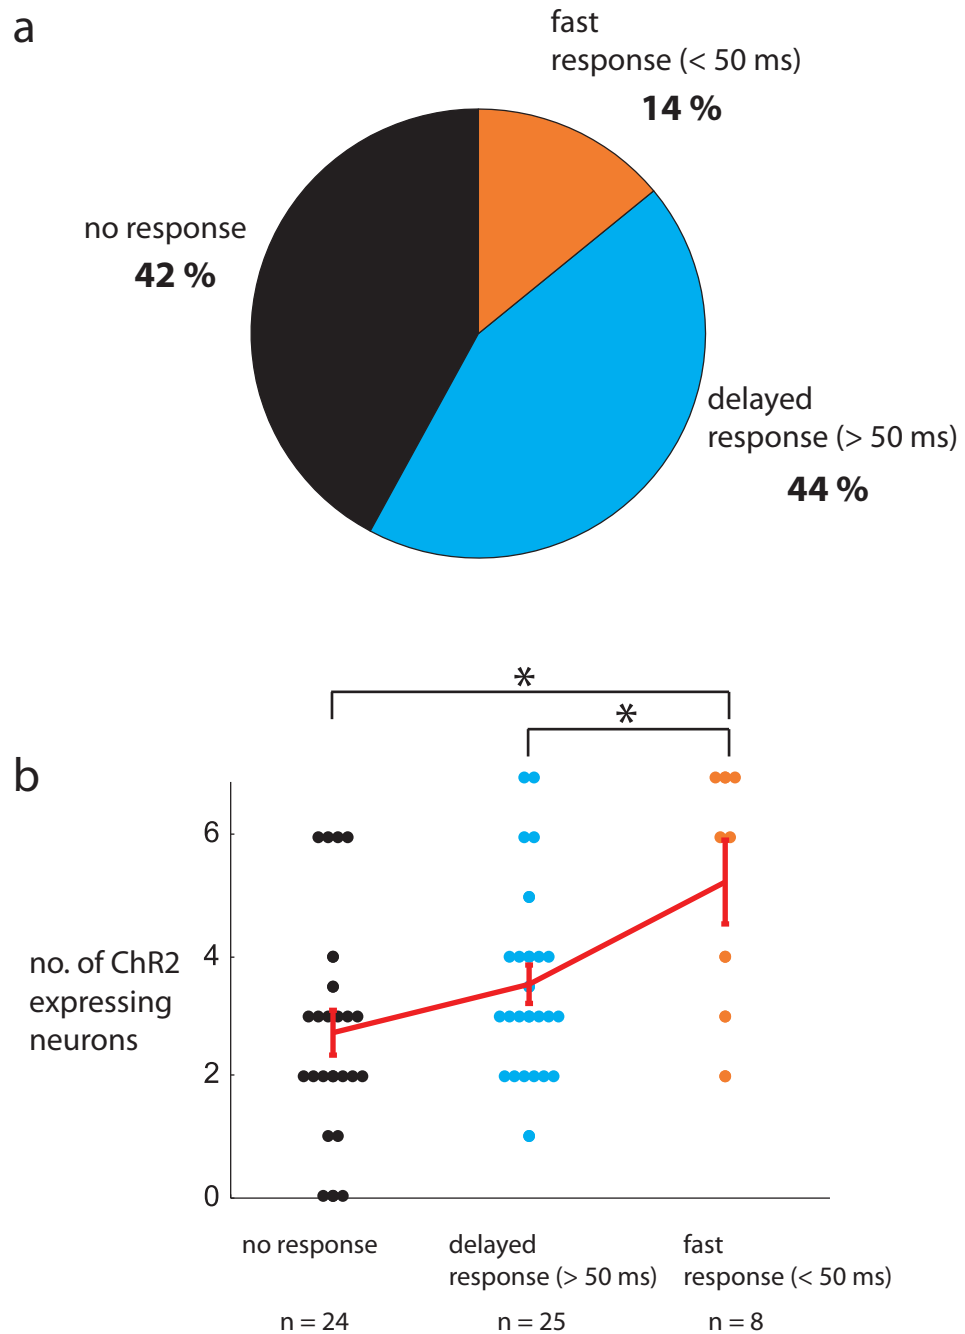 a
fast
response (< 50 ms)
14 %
no response
42 %
delayed
response (> 50 ms)
44 %
*
*
b
6
4
2
0
no. of ChR2
expressing
neurons
no response
delayed
response (> 50 ms)
fast
response (< 50 ms)
n = 24
n = 25
n = 8